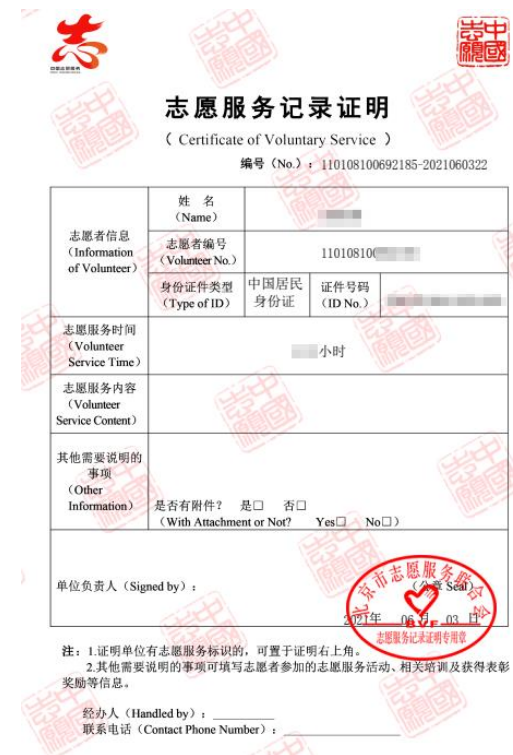 志愿服务记录证明
( Certificate of Voluntary Service )
编号（No.）：110108100692185-2021060322
志愿者信息
（Information
of Volunteer）
姓 名
（Name）
志愿者编号
（Volunteer No.）
11010810
身份证件类型
（Type of ID）
中国居民
身份证
证件号码
（ID No.）
志愿服务时间
（Volunteer
Service Time）
小时
志愿服务内容
（Volunteer
Service Content）
其他需要说明的
事项
（Other
Information）
是否有附件？ 是□ 否□
（With Attachment or Not? Yes□ No□）
单位负责人（Signed by）：
（公章 Seal）
2021年 06月 03 日
北京市志愿服务联合会
BVF
志愿服务记录证明专用章
注：1.证明单位有志愿服务标识的，可置于证明右上角。
2.其他需要说明的事项可填写志愿者参加的志愿服务活动、相关培训及获得表彰
奖励等信息。
经办人（Handled by）：
联系电话（Contact Phone Number）：